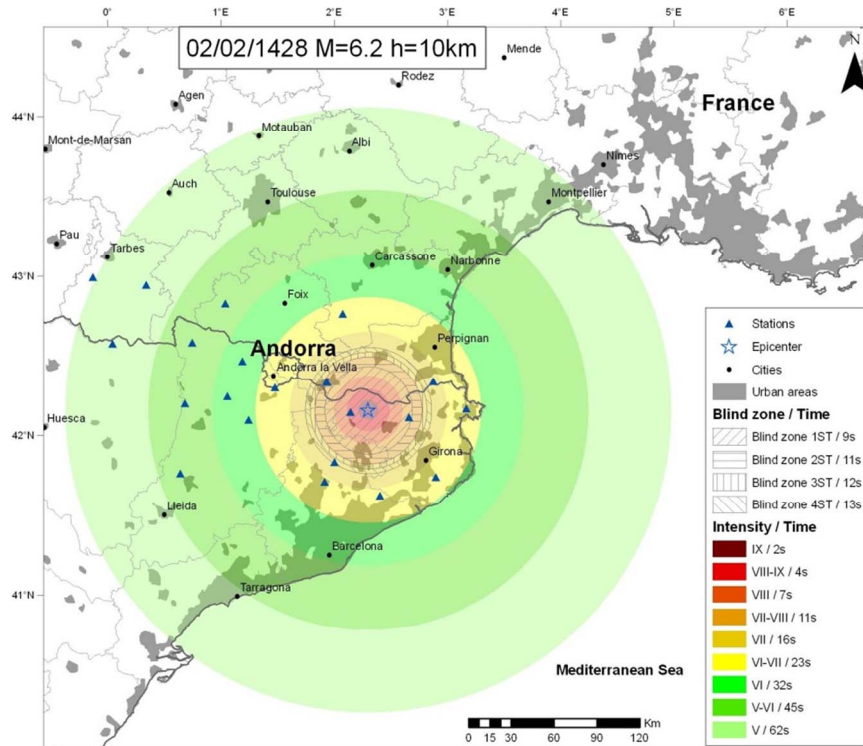 0° 1°E 2°E 3°E 4°E 5°E 6°E
02/02/1428 M=6.2 h=10km
N
Mende
Rodez
Agen
France
44°N
Motauban
Mont-de-Marsan
Albi
Nimes
Auch
Toulouse
Montpellier
Pau
Tarbes
Carcassone
Narbonne
43°N
Foix
Perpignan
Andorra
Andorra la Vella
Huesca
42°N
Girona
Lleida
Barcelona
Tarragona
41°N
Mediterranean Sea
Km
0 15 30 60 90 120
Stations
Epicenter
Cities
Urban areas
Blind zone / Time
Blind zone 1ST / 9s
Blind zone 2ST / 11s
Blind zone 3ST / 12s
Blind zone 4ST / 13s
Intensity / Time
IX / 2s
VIII-IX / 4s
VIII / 7s
VII-VIII / 11s
VII / 16s
VI-VII / 23s
VI / 32s
V-VI / 45s
V / 62s